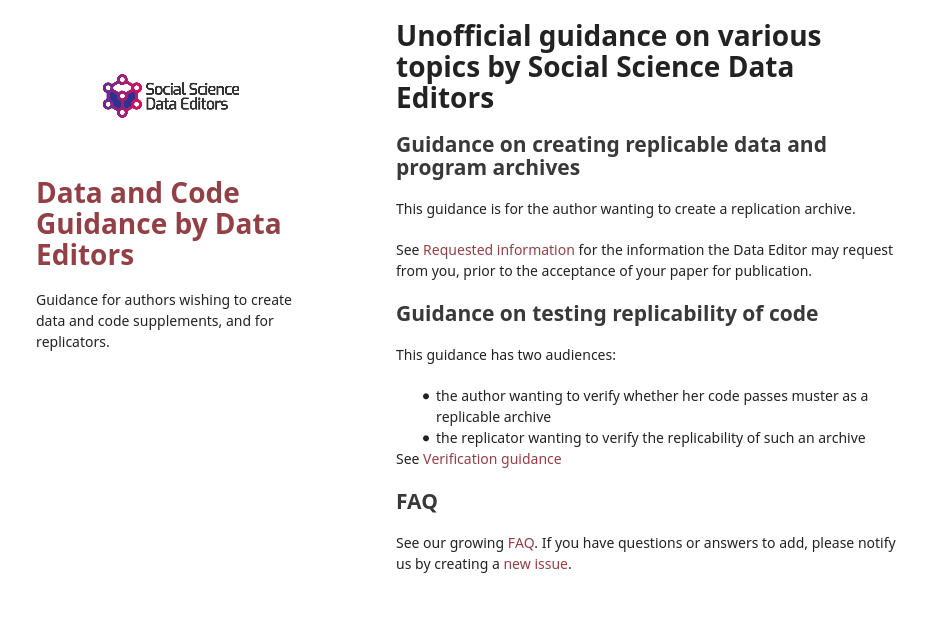 Social Science
Data Editors
Data and Code
Guidance by Data
Editors
Guidance for authors wishing to create
data and code supplements, and for
replicators.
Unofficial guidance on various
topics by Social Science Data
Editors
Guidance on creating replicable data and
program archives
This guidance is for the author wanting to create a replication archive.
See Requested information for the information the Data Editor may request
from you, prior to the acceptance of your paper for publication.
Guidance on testing replicability of code
This guidance has two audiences:
• the author wanting to verify whether her code passes muster as a
replicable archive
• the replicator wanting to verify the replicability of such an archive
See Verification guidance
FAQ
See our growing FAQ. If you have questions or answers to add, please notify
us by creating a new issue.